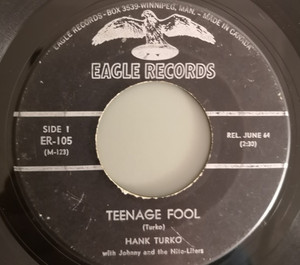 EAGLE RECORDS - BOX 3539-WINNIPEG, MAN. - MADE IN CANADA
EAGLE RECORDS
SIDE 1
ER-105
(M-123)
REL. JUNE 64
(2:32)
TEENAGE FOOL
(Turko)
HANK TURKO
with Johnny and the Nite-Liters